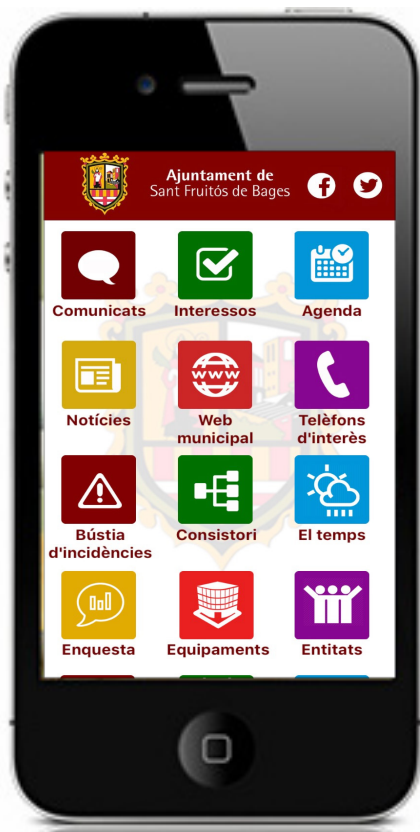 Ajuntament de
Sant Fruitós de Bages
Comunicats
Interessos
Agenda
Notícies
www
Web
municipal
Telèfons
d'interès
Bústia
d'incidències
Consistori
El temps
Enquesta
Equipaments
Entitats